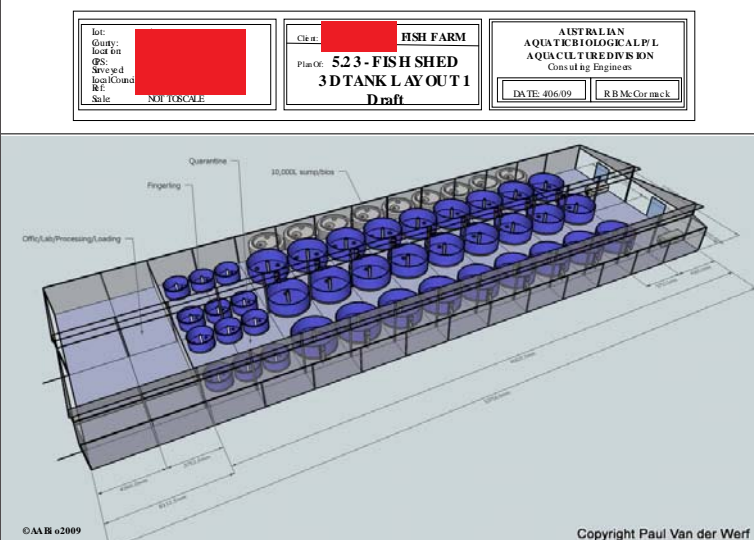 Lot:
County:
location
GPS:
Surveyed
local Council
Ref:
Scale: NOT TO SCALE
Client: FISH FARM
Plan Of: 5.2 3 - FISH SHED
3 D TANK LAYOUT 1
Draft
AUSTRALIAN
AQUATIC BIOLOGICAL P/L
AQUACULTURE DIVISION
Consulting Engineers
DATE: 4/06/09 R B McCormack
Quarantine
Fingerling
10,000L sump/bios
Offic/Lab/Processing/Loading
©AABio2009
Copyright Paul Van der Werf